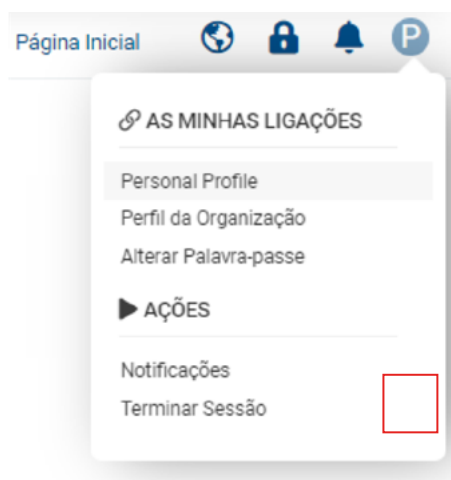 Página Inicial P
AS MINHAS LIGAÇÕES
Personal Profile
Perfil da Organização
Alterar Palavra-passe
AÇÕES
Notificações
Terminar Sessão